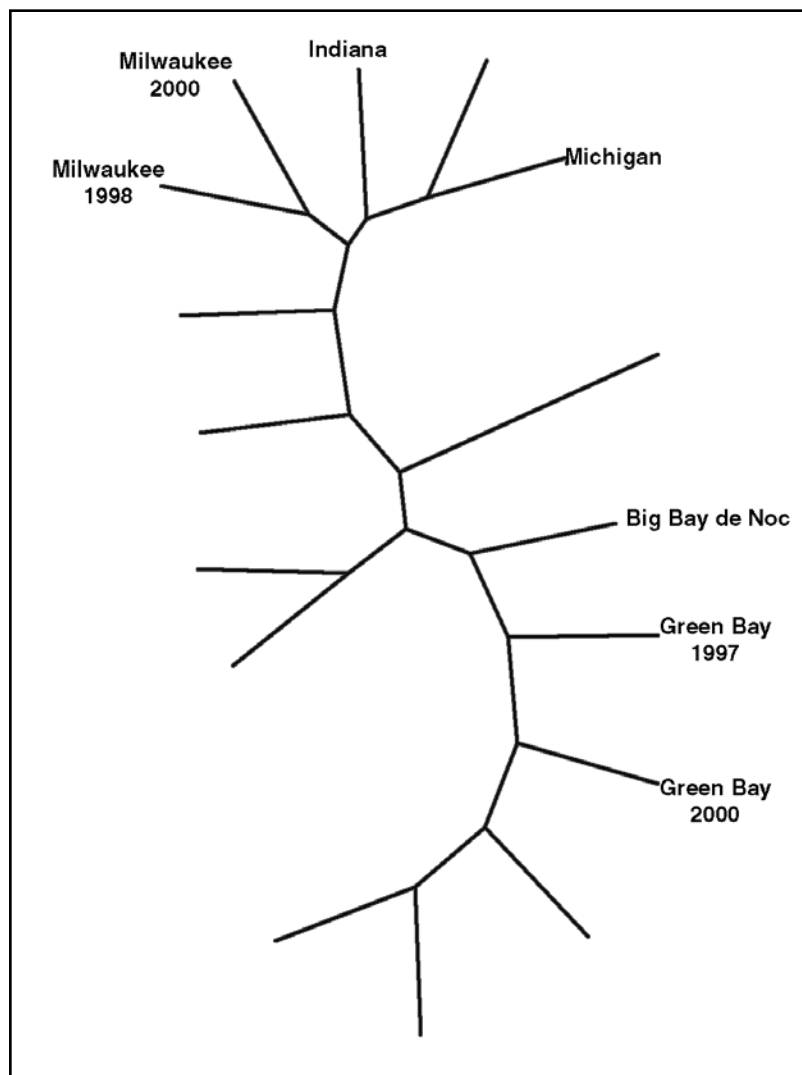 Indiana
Milwaukee
2000
Michigan
Milwaukee
1998
Big Bay de Noc
Green Bay
1997
Green Bay
2000